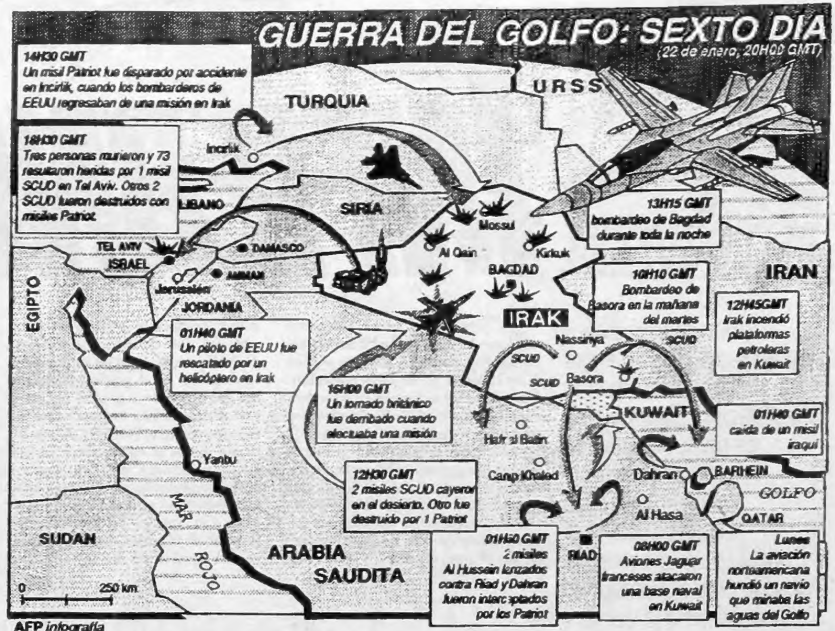 GUERRA DEL GOLFO: SEXTO DIA
(22 de enero, 20H00 GMT)
14H30 GMT
Un misil Patriot fue disparado por accidente
en Incirlik, cuando los bombarderos de
EEUU regresaban de una misión en Irak
18H30 GMT
Tres personas murieron y 73
resultaron heridas por 1 misil
SCUD en Tel Aviv. Otros 2
SCUD fueron destruidos con
misiles Patriot.
TURQUIA
URSS
Incirlik
LIBANO
SIRIA
TEL AVIV
ISRAEL
DAMASCO
AMMAN
Jerusalén
JORDANIA
EGIPTO
Mossul
Al Qain
Kirkuk
BAGDAD
IRAK
Nassinya
SCUD
SCUD
SCUD
Basora
IRAN
13H15 GMT
bombardeo de Bagdad
durante toda la noche
10H10 GMT
Bombardeo de
Basora en la mañana
del martes
12H45GMT
Irak incendió
plataformas
petroleras
en Kuwait
01H40 GMT
Un piloto de EEUU fue
rescatado por un
helicóptero en Irak
15H00 GMT
Un tornado británico
fue derribado cuando
efectuaba una misión
12H30 GMT
2 misiles SCUD cayeron
en el desierto. Otro fue
destruido por 1 Patriot
KUWAIT
01H40 GMT
caída de un misil
iraquí
Hafr al Batin
Camp Khaled
Dahran
BARHEIN
GOLFO
Al Hasa
QATAR
RIAD
Yanbu
MAR
ROJO
SUDAN
ARABIA
SAUDITA
01H50 GMT
2 misiles
Al Hussein lanzados
contra Riad y Dahran
fueron interceptados
por los Patriot
08H00 GMT
Aviones Jaguar
franceses atacaron
una base naval
en Kuwait
Lunes
La aviación
norteamericana
hundió un navío
que minaba las
aguas del Golfo
0 250 km
AFP infografía